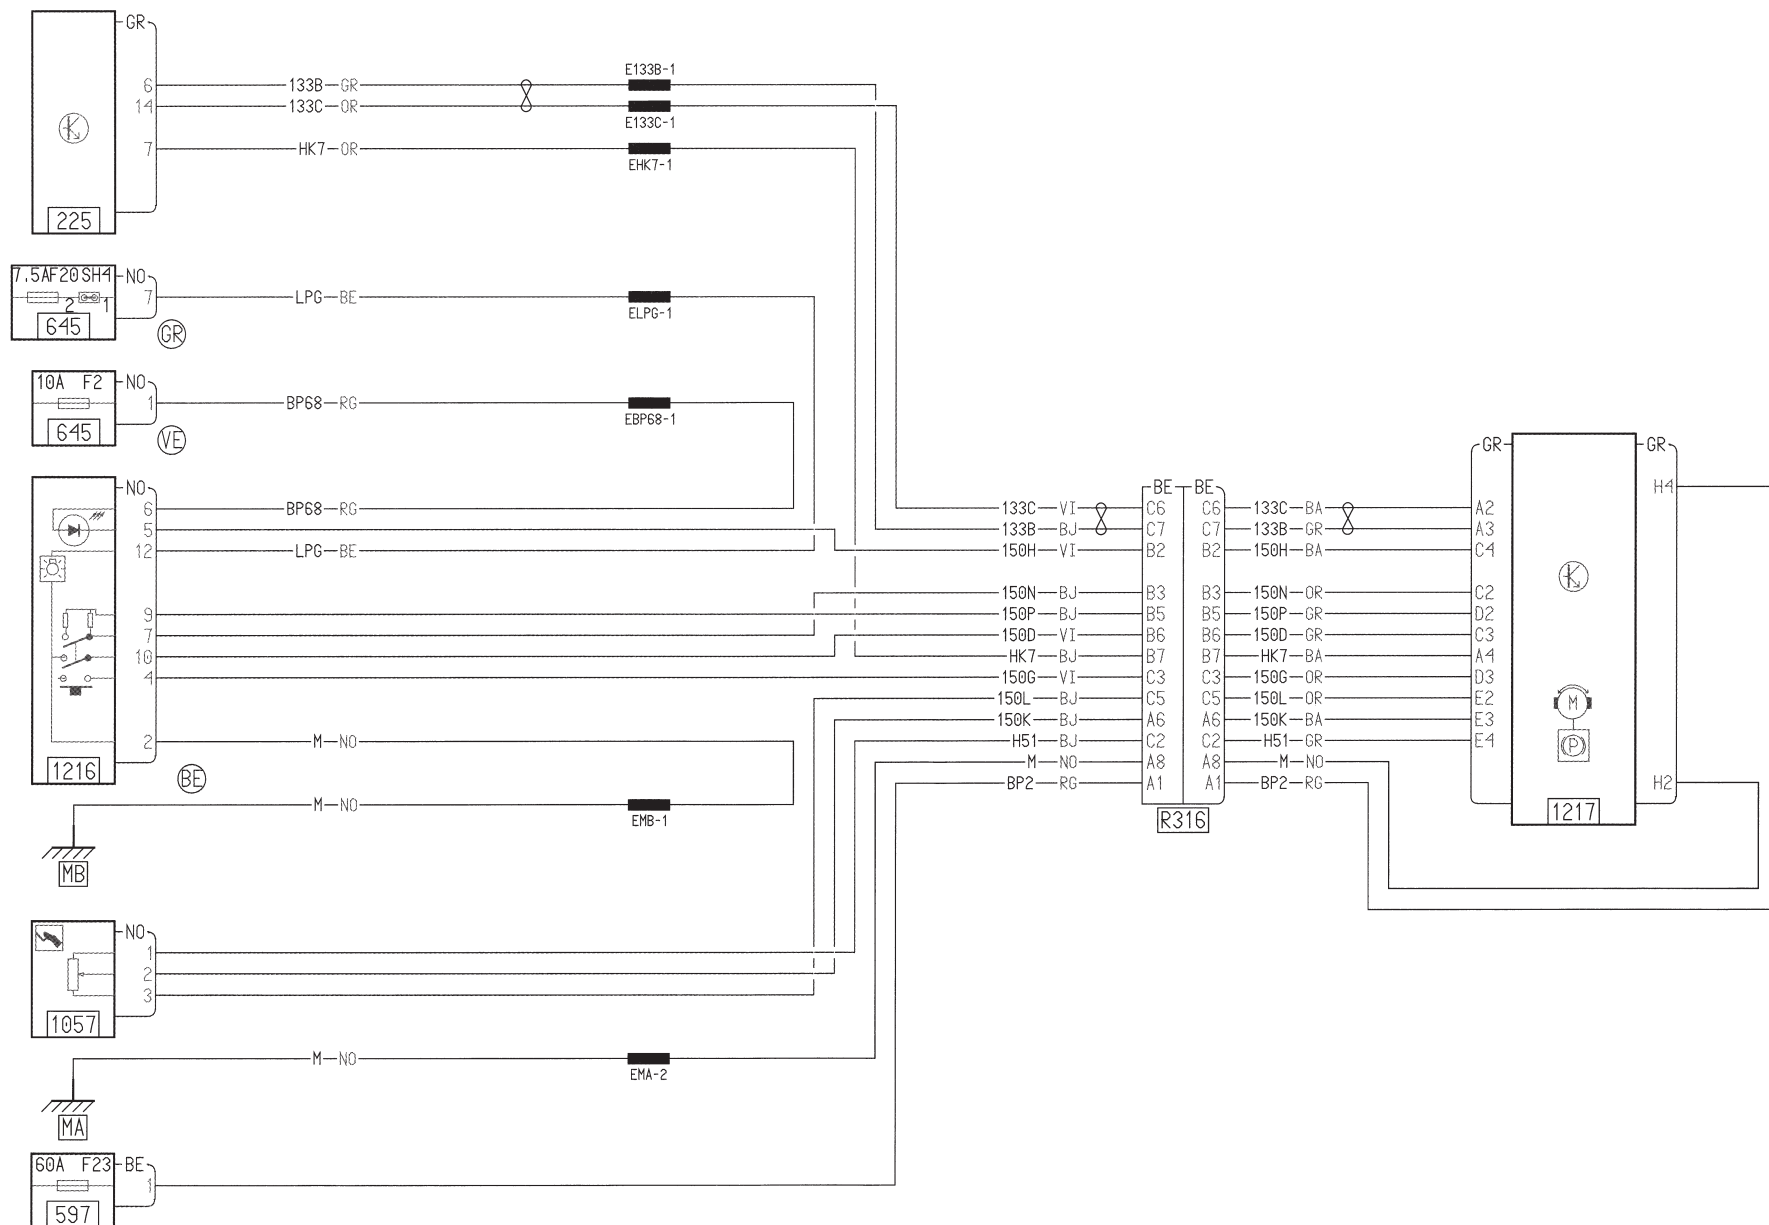 GR
6 133B GR E133B-1
14 133C OR E133C-1
7 HK7 OR EHK7-1
225
7.5A F20 SH4 NO
2 1
7 LPG BE ELPG-1
645
GR
10A F2 NO
1 BP68 RG EBP68-1
645
VE
NO
6 BP68 RG
5
12 LPG BE
9
7
10
4
2 M NO
1216
BE
M NO EMB-1
MB
NO
1
2
3
1057
M NO EMA-2
MA
60A F23 BE
1
597
BE BE
133C VI C6 C6 133C BA A2
133B BJ C7 C7 133B GR A3
150H VI B2 B2 150H BA C4
150N BJ B3 B3 150N OR C2
150P BJ B5 B5 150P GR D2
150D VI B6 B6 150D GR C3
HK7 BJ B7 B7 HK7 BA A4
150G VI C3 C3 150G OR D3
150L BJ C5 C5 150L OR E2
150K BJ A6 A6 150K BA E3
H51 BJ C2 C2 H51 GR E4
M NO A8 A8 M NO
BP2 RG A1 A1 BP2 RG
R316
GR GR
H4
M
P
H2
1217